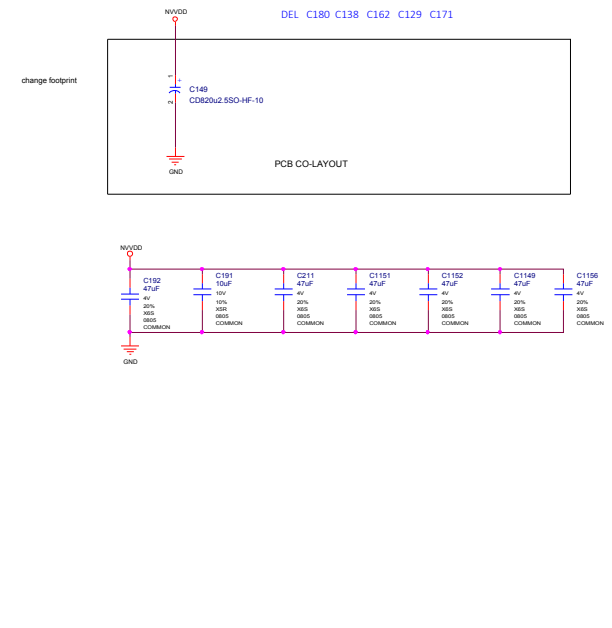 NVVDD
DEL C180 C138 C162 C129 C171
change footprint
1
+
C149
2
CD820u2.5SO-HF-10
GND
PCB CO-LAYOUT
NVVDD
C192
47uF
4V
20%
X6S
0805
COMMON
C191
10uF
10V
10%
X5R
0805
COMMON
C211
47uF
4V
20%
X6S
0805
COMMON
C1151
47uF
4V
20%
X6S
0805
COMMON
C1152
47uF
4V
20%
X6S
0805
COMMON
C1149
47uF
4V
20%
X6S
0805
COMMON
C1156
47uF
4V
20%
X6S
0805
COMMON
GND